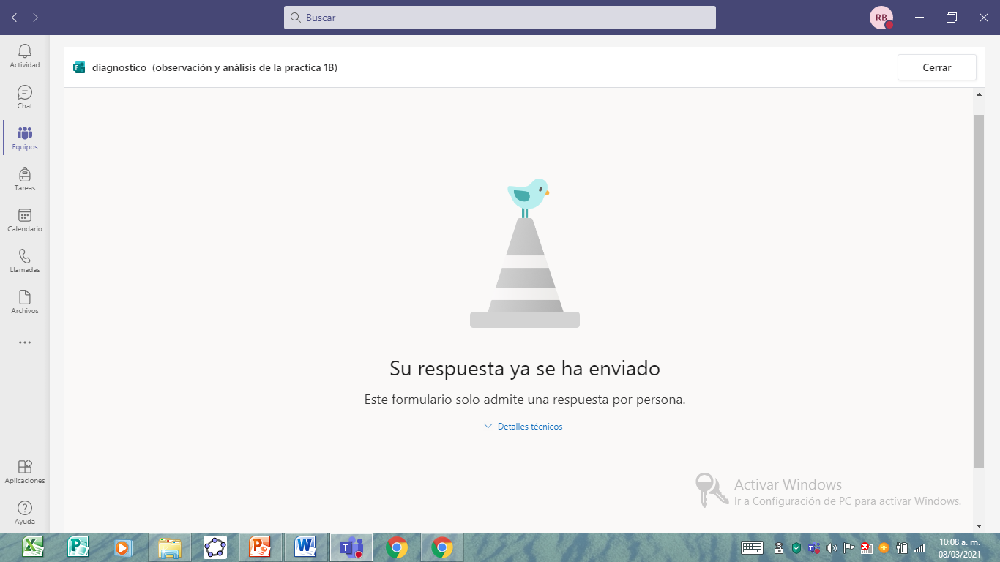 Buscar
RB
Actividad
Chat
Equipos
Tareas
Calendario
Llamadas
Archivos
Aplicaciones
Ayuda
diagnostico (observación y análisis de la practica 1B)
Cerrar
Su respuesta ya se ha enviado
Este formulario solo admite una respuesta por persona.
Detalles técnicos
Activar Windows
Ir a Configuración de PC para activar Windows.
10:08 a. m.
08/03/2021